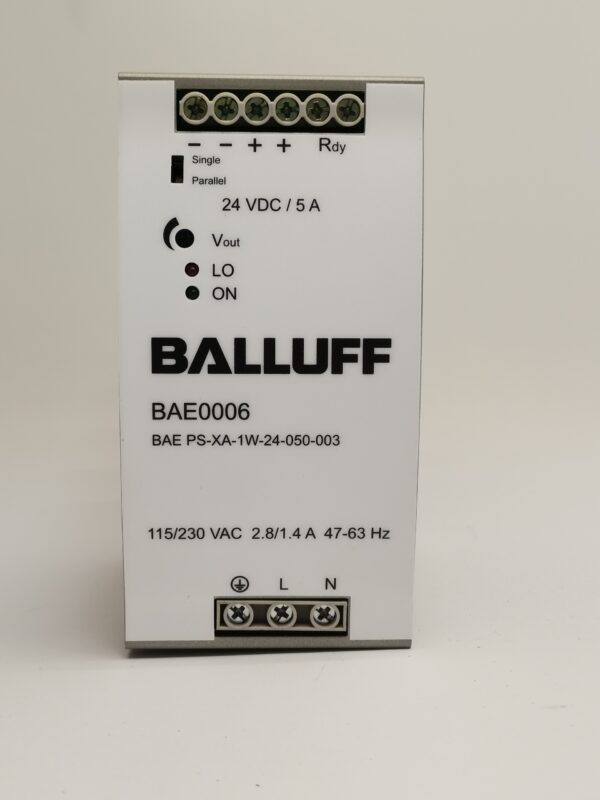 − − + + Rdy
Single
Parallel
24 VDC / 5 A
Vout
LO
ON
BALLUFF
BAE0006
BAE PS-XA-1W-24-050-003
115/230 VAC 2.8/1.4 A 47-63 Hz
L N